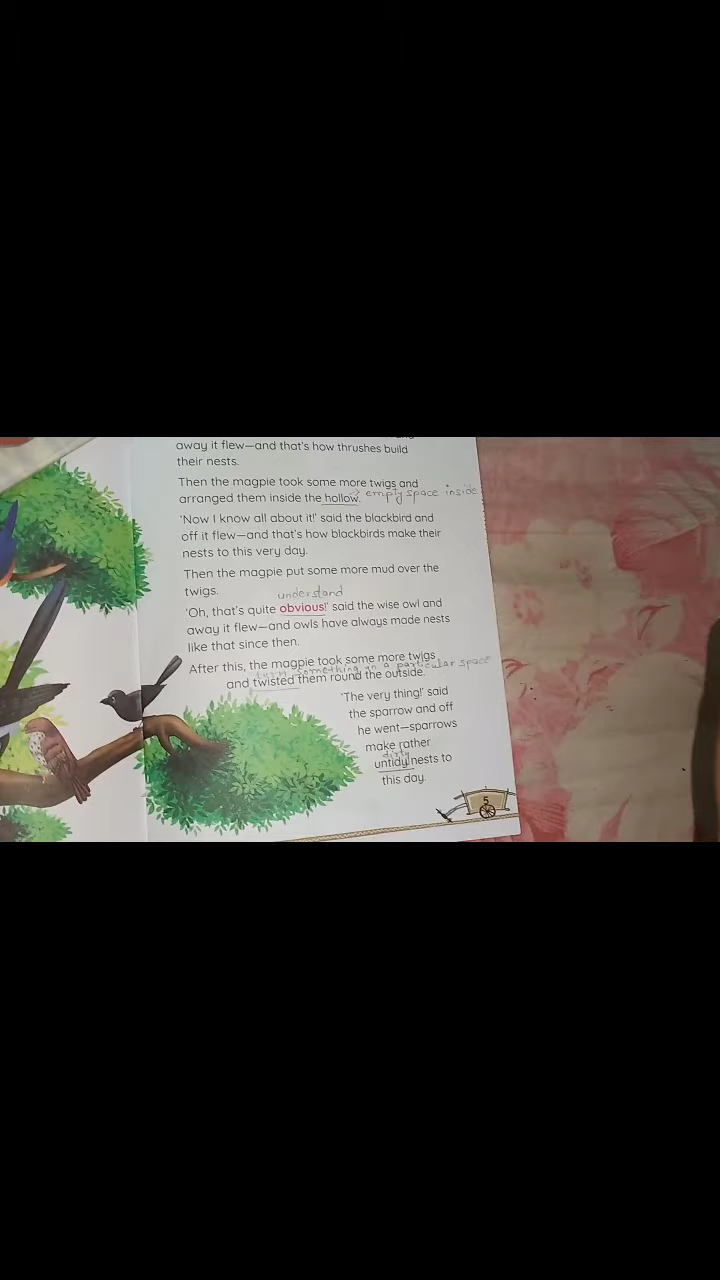 away it flew—and that's how thrushes build
their nests.
Then the magpie took some more twigs and
arranged them inside the hollow. empty space inside
'Now I know all about it!' said the blackbird and
off it flew—and that's how blackbirds make their
nests to this very day.
Then the magpie put some more mud over the
twigs.
understand
'Oh, that's quite obvious!' said the wise owl and
away it flew—and owls have always made nests
like that since then.
After this, the magpie took some more twigs
turn something in a particular space
and twisted them round the outside.
'The very thing!' said
the sparrow and off
he went—sparrows
make rather
dirty
untidy nests to
this day.
5